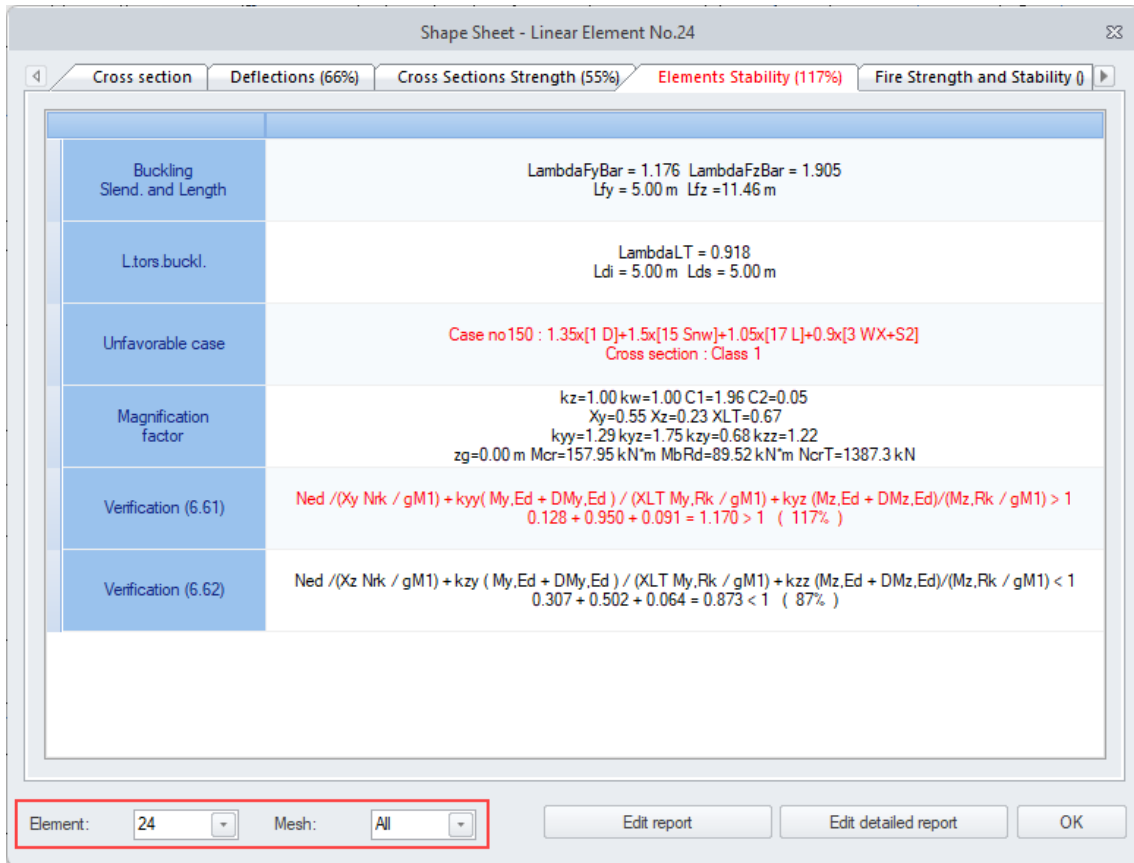 Shape Sheet - Linear Element No.24
Cross section
Deflections (66%)
Cross Sections Strength (55%)
Elements Stability (117%)
Fire Strength and Stability ()
Buckling
Slend. and Length
LambdaFyBar = 1.176 LambdaFzBar = 1.905
Lfy = 5.00 m Lfz =11.46 m
L.tors.buckl.
LambdaLT = 0.918
Ldi = 5.00 m Lds = 5.00 m
Unfavorable case
Case no150 : 1.35x[1 D]+1.5x[15 Snw]+1.05x[17 L]+0.9x[3 WX+S2]
Cross section : Class 1
Magnification
factor
kz=1.00 kw=1.00 C1=1.96 C2=0.05
Xy=0.55 Xz=0.23 XLT=0.67
kyy=1.29 kyz=1.75 kzy=0.68 kzz=1.22
zg=0.00 m Mcr=157.95 kN*m MbRd=89.52 kN*m NcrT=1387.3 kN
Verification (6.61)
Ned /(Xy Nrk / gM1) + kyy( My,Ed + DMy,Ed ) / (XLT My,Rk / gM1) + kyz (Mz,Ed + DMz,Ed)/(Mz,Rk / gM1) > 1
0.128 + 0.950 + 0.091 = 1.170 > 1 ( 117% )
Verification (6.62)
Ned /(Xz Nrk / gM1) + kzy ( My,Ed + DMy,Ed ) / (XLT My,Rk / gM1) + kzz (Mz,Ed + DMz,Ed)/(Mz,Rk / gM1) < 1
0.307 + 0.502 + 0.064 = 0.873 < 1 ( 87% )
Element:
24
Mesh:
All
Edit report
Edit detailed report
OK